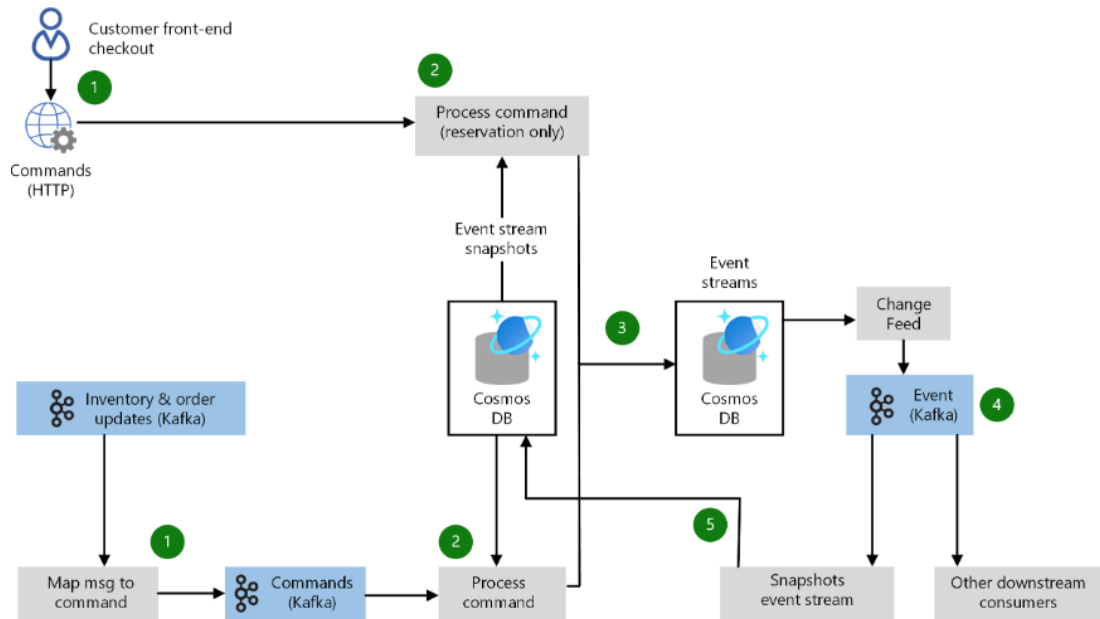 Customer front-end
checkout
1
2
Process command
(reservation only)
Commands
(HTTP)
Event stream
snapshots
Event
streams
Change
Feed
3
Cosmos
DB
Cosmos
DB
Inventory & order
updates (Kafka)
Event
(Kafka)
4
1
2
5
Map msg to
command
Commands
(Kafka)
Process
command
Snapshots
event stream
Other downstream
consumers